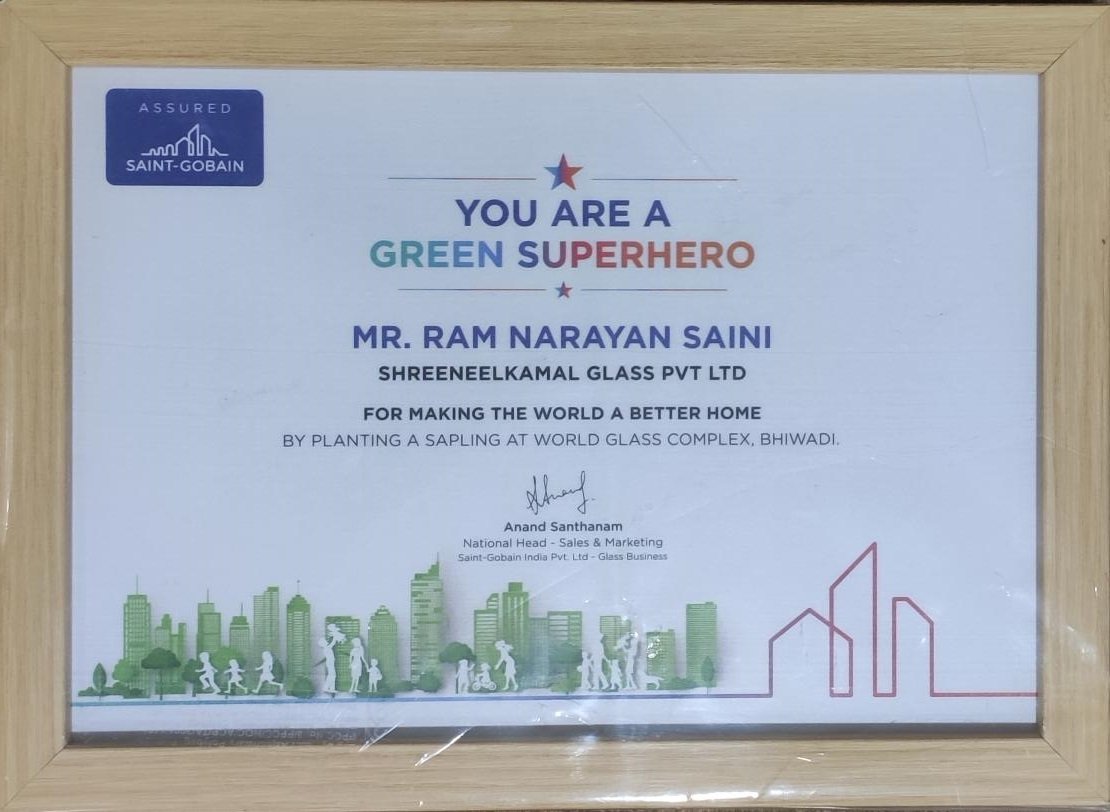 ASSURED
SAINT-GOBAIN
YOU ARE A
GREEN SUPERHERO
MR. RAM NARAYAN SAINI
SHREENEELKAMAL GLASS PVT LTD
FOR MAKING THE WORLD A BETTER HOME
BY PLANTING A SAPLING AT WORLD GLASS COMPLEX, BHIWADI.
Anand Santhanam
National Head - Sales & Marketing
Saint-Gobain India Pvt. Ltd - Glass Business